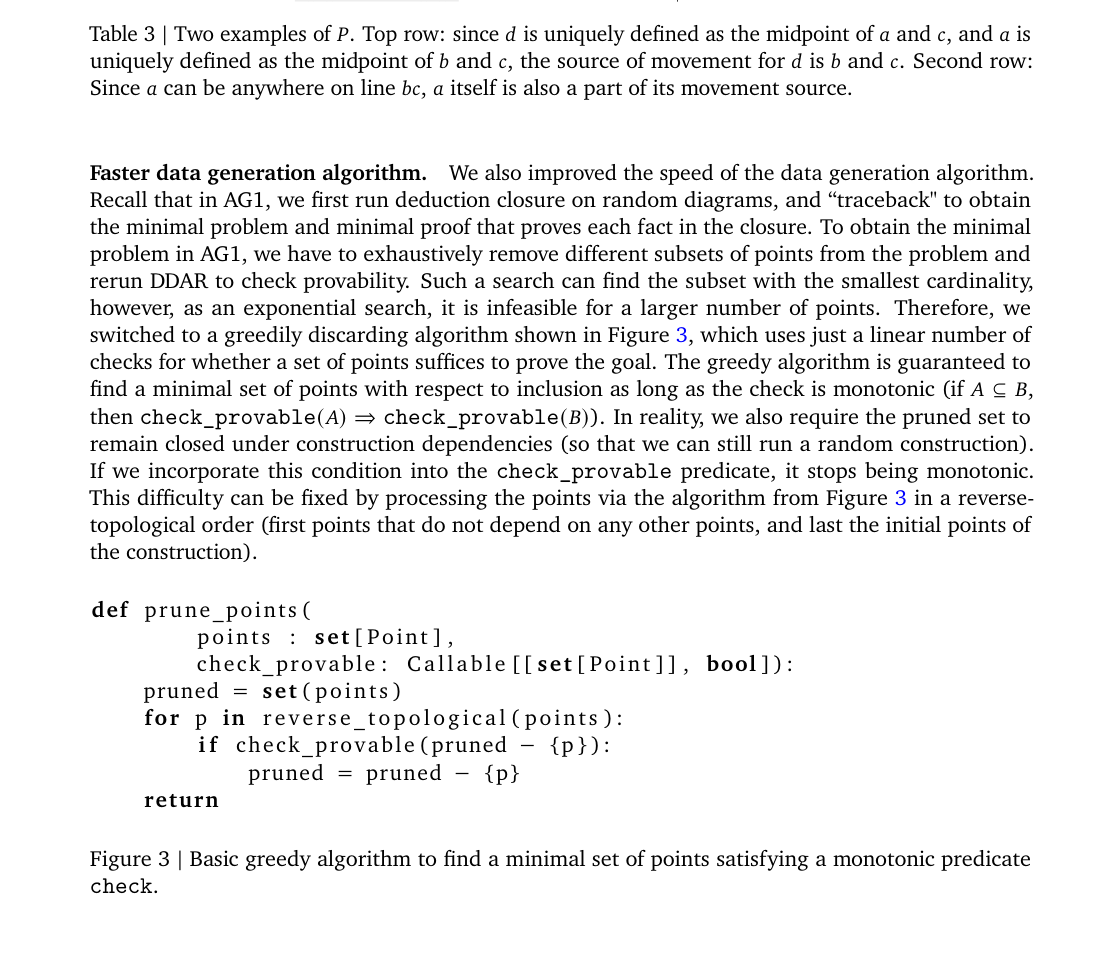 Table 3 | Two examples of P. Top row: since d is uniquely defined as the midpoint of a and c, and a is
uniquely defined as the midpoint of b and c, the source of movement for d is b and c. Second row:
Since a can be anywhere on line bc, a itself is also a part of its movement source.
Faster data generation algorithm. We also improved the speed of the data generation algorithm.
Recall that in AG1, we first run deduction closure on random diagrams, and “traceback" to obtain
the minimal problem and minimal proof that proves each fact in the closure. To obtain the minimal
problem in AG1, we have to exhaustively remove different subsets of points from the problem and
rerun DDAR to check provability. Such a search can find the subset with the smallest cardinality,
however, as an exponential search, it is infeasible for a larger number of points. Therefore, we
switched to a greedily discarding algorithm shown in Figure 3, which uses just a linear number of
checks for whether a set of points suffices to prove the goal. The greedy algorithm is guaranteed to
find a minimal set of points with respect to inclusion as long as the check is monotonic (if A ⊆ B,
then check_provable(A) ⇒ check_provable(B)). In reality, we also require the pruned set to
remain closed under construction dependencies (so that we can still run a random construction).
If we incorporate this condition into the check_provable predicate, it stops being monotonic.
This difficulty can be fixed by processing the points via the algorithm from Figure 3 in a reverse-
topological order (first points that do not depend on any other points, and last the initial points of
the construction).
def prune_points(
points : set[Point],
check_provable: Callable[[set[Point]], bool]):
pruned = set(points)
for p in reverse_topological(points):
if check_provable(pruned − {p}):
pruned = pruned − {p}
return
Figure 3 | Basic greedy algorithm to find a minimal set of points satisfying a monotonic predicate
check.